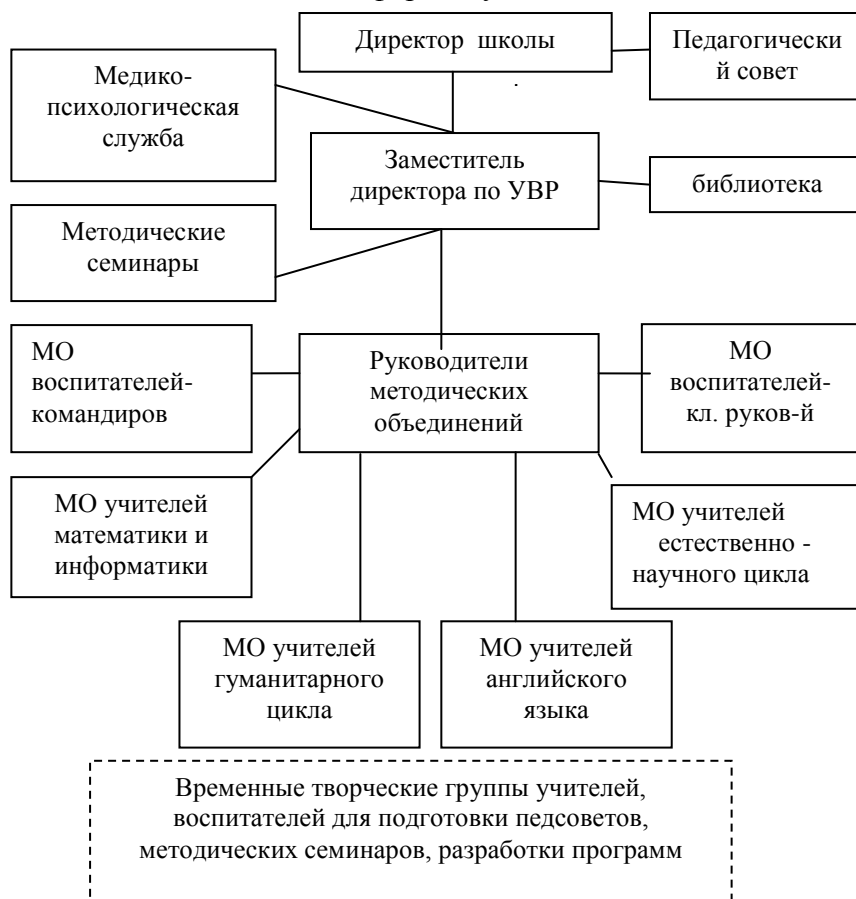 Директор школы
Педагогически
й совет
Медико-
психологическая
служба
Заместитель
директора по УВР
библиотека
Методические
семинары
МО
воспитателей-
командиров
Руководители
методических
объединений
МО
воспитателей-
кл. руков-й
МО учителей
математики и
информатики
МО учителей
естественно -
научного цикла
МО учителей
гуманитарного
цикла
МО учителей
английского
языка
Временные творческие группы учителей,
воспитателей для подготовки педсоветов,
методических семинаров, разработки программ